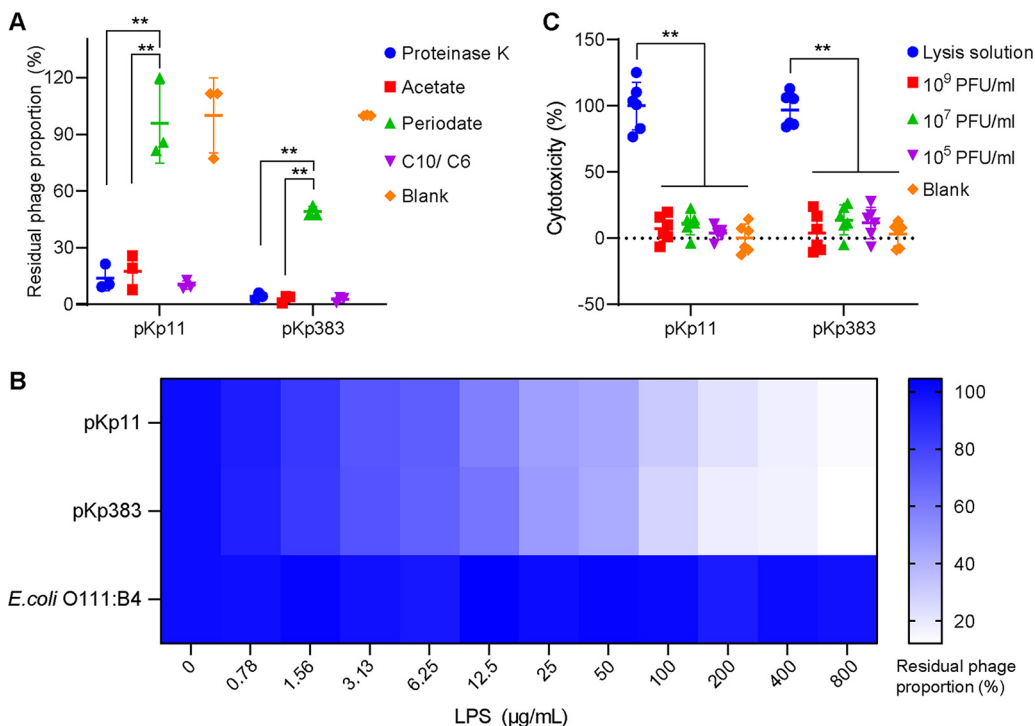 A
Residual phage proportion (%)
120
90
60
30
0
**
**
**
**
pKp11
pKp383
Proteinase K
Acetate
Periodate
C10/ C6
Blank
C
Cytotoxicity (%)
150
100
50
0
-50
**
**
pKp11
pKp383
Lysis solution
10⁹ PFU/ml
10⁷ PFU/ml
10⁵ PFU/ml
Blank
B
pKp11
pKp383
E.coli O111:B4
0 0.78 1.56 3.13 6.25 12.5 25 50 100 200 400 800
LPS (μg/mL)
100
80
60
40
20
Residual phage
proportion (%)